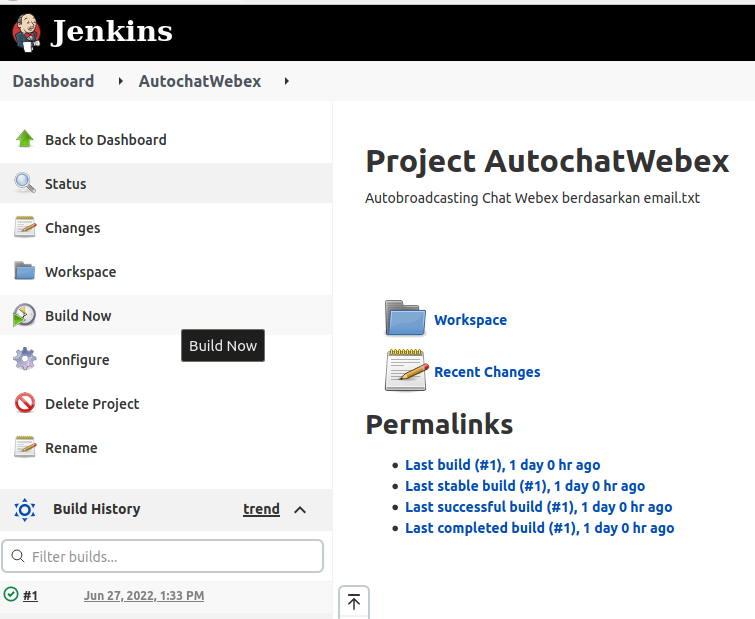 Jenkins
Dashboard
AutochatWebex
Back to Dashboard
Status
Changes
Workspace
Build Now
Build Now
Configure
Delete Project
Rename
Build History
trend
Filter builds...
#1
Jun 27, 2022, 1:33 PM
Project AutochatWebex
Autobroadcasting Chat Webex berdasarkan email.txt
Workspace
Recent Changes
Permalinks
Last build (#1), 1 day 0 hr ago
Last stable build (#1), 1 day 0 hr ago
Last successful build (#1), 1 day 0 hr ago
Last completed build (#1), 1 day 0 hr ago